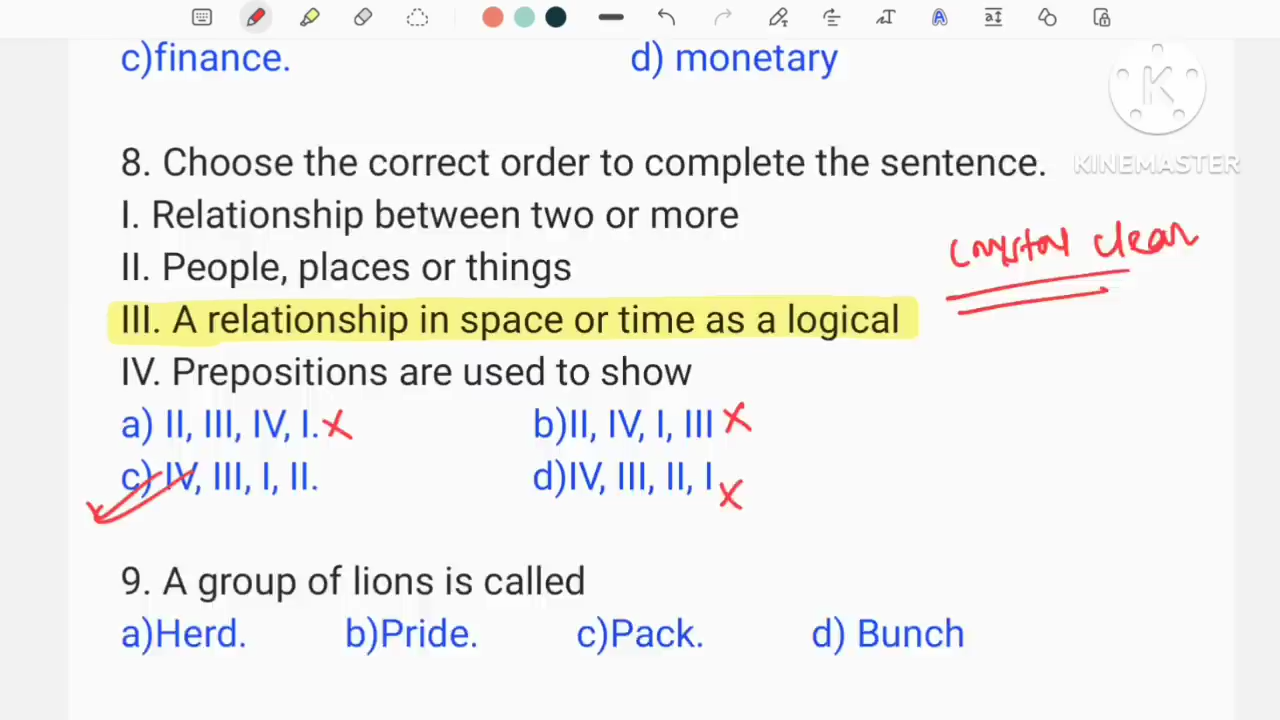 c)finance. d) monetary
KINEMASTER
8. Choose the correct order to complete the sentence.
I. Relationship between two or more
crystal clear
II. People, places or things
III. A relationship in space or time as a logical
IV. Prepositions are used to show
a) II, III, IV, I. b)II, IV, I, III
c) IV, III, I, II. d)IV, III, II, I
9. A group of lions is called
a)Herd. b)Pride. c)Pack. d) Bunch